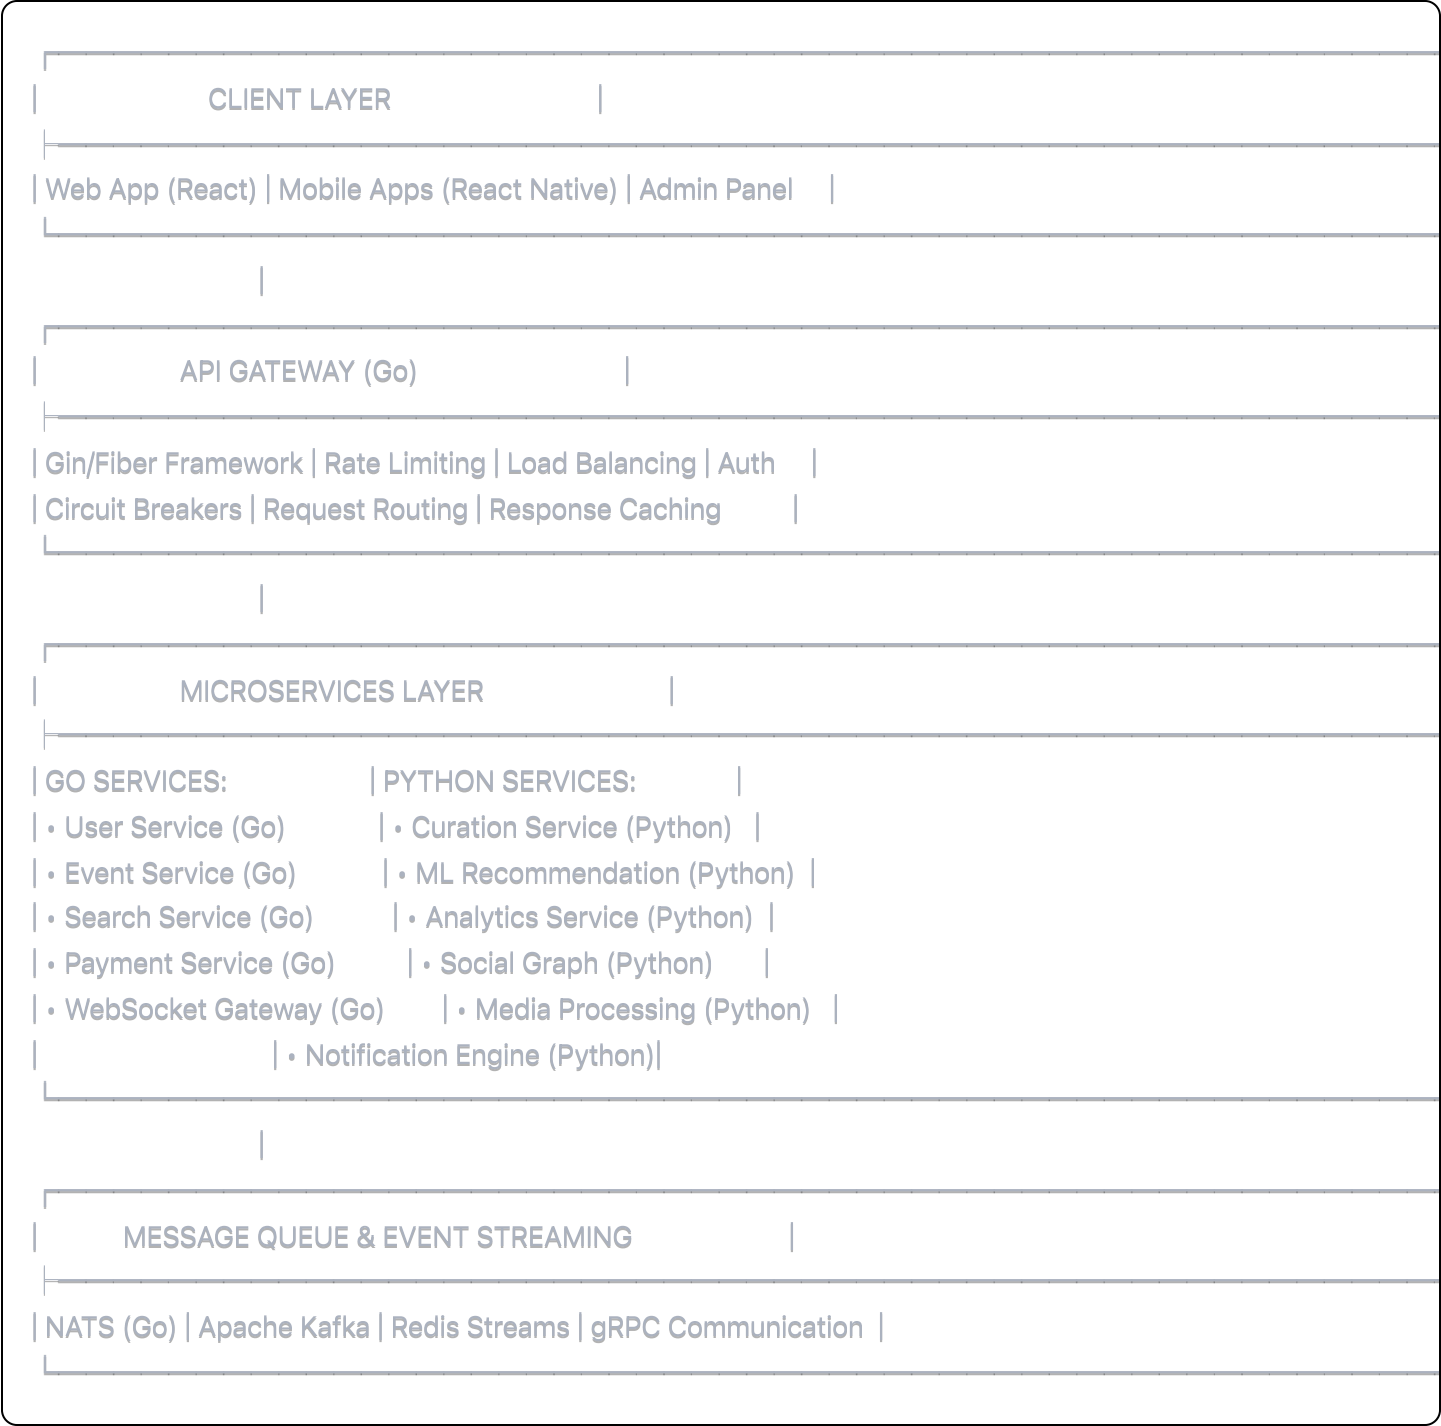 CLIENT LAYER
| Web App (React) | Mobile Apps (React Native) | Admin Panel |
API GATEWAY (Go)
| Gin/Fiber Framework | Rate Limiting | Load Balancing | Auth |
| Circuit Breakers | Request Routing | Response Caching |
MICROSERVICES LAYER
| GO SERVICES: | PYTHON SERVICES: |
| • User Service (Go) | • Curation Service (Python) |
| • Event Service (Go) | • ML Recommendation (Python) |
| • Search Service (Go) | • Analytics Service (Python) |
| • Payment Service (Go) | • Social Graph (Python) |
| • WebSocket Gateway (Go) | • Media Processing (Python) |
| | • Notification Engine (Python)|
MESSAGE QUEUE & EVENT STREAMING
| NATS (Go) | Apache Kafka | Redis Streams | gRPC Communication |